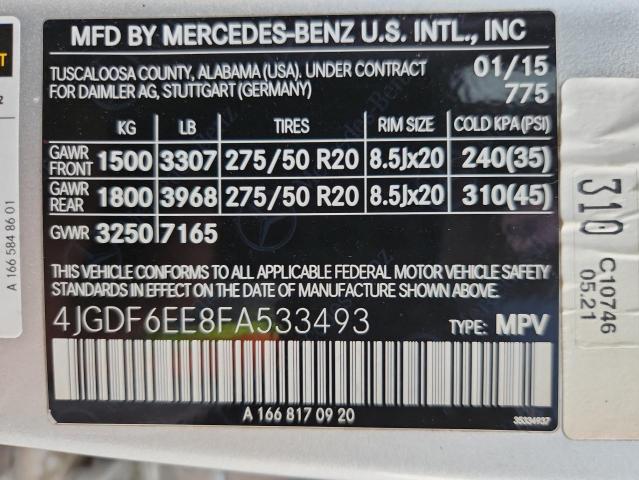 MFD BY MERCEDES-BENZ U.S. INTL., INC
TUSCALOOSA COUNTY, ALABAMA (USA). UNDER CONTRACT 01/15
FOR DAIMLER AG, STUTTGART (GERMANY) 775
KG LB TIRES RIM SIZE COLD KPA(PSI)
GAWR FRONT 1500 3307 275/50 R20 8.5Jx20 240(35)
GAWR REAR 1800 3968 275/50 R20 8.5Jx20 310(45)
GVWR 3250 7165
THIS VEHICLE CONFORMS TO ALL APPLICABLE FEDERAL MOTOR VEHICLE SAFETY
STANDARDS IN EFFECT ON THE DATE OF MANUFACTURE SHOWN ABOVE.
4JGDF6EE8FA533493 TYPE: MPV
A 166 817 09 20
35334937
A 166 584 86 01
310
C10746
05.21